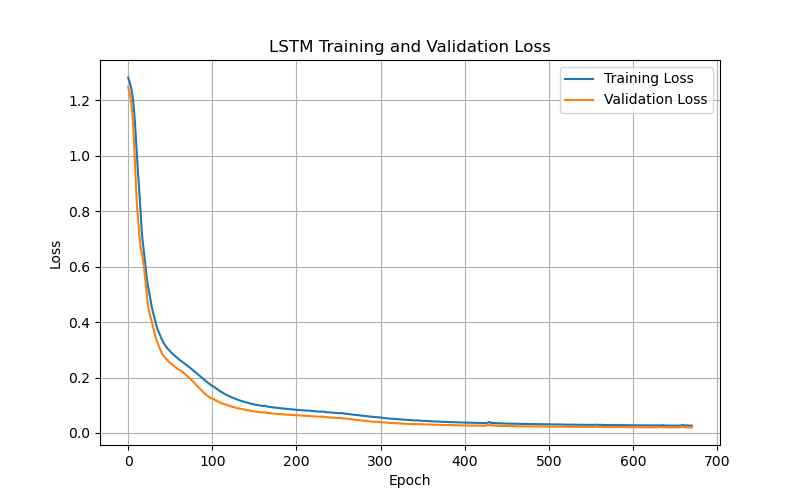 LSTM Training and Validation Loss
Training Loss
Validation Loss
Loss
1.2
1.0
0.8
0.6
0.4
0.2
0.0
0 100 200 300 400 500 600 700
Epoch